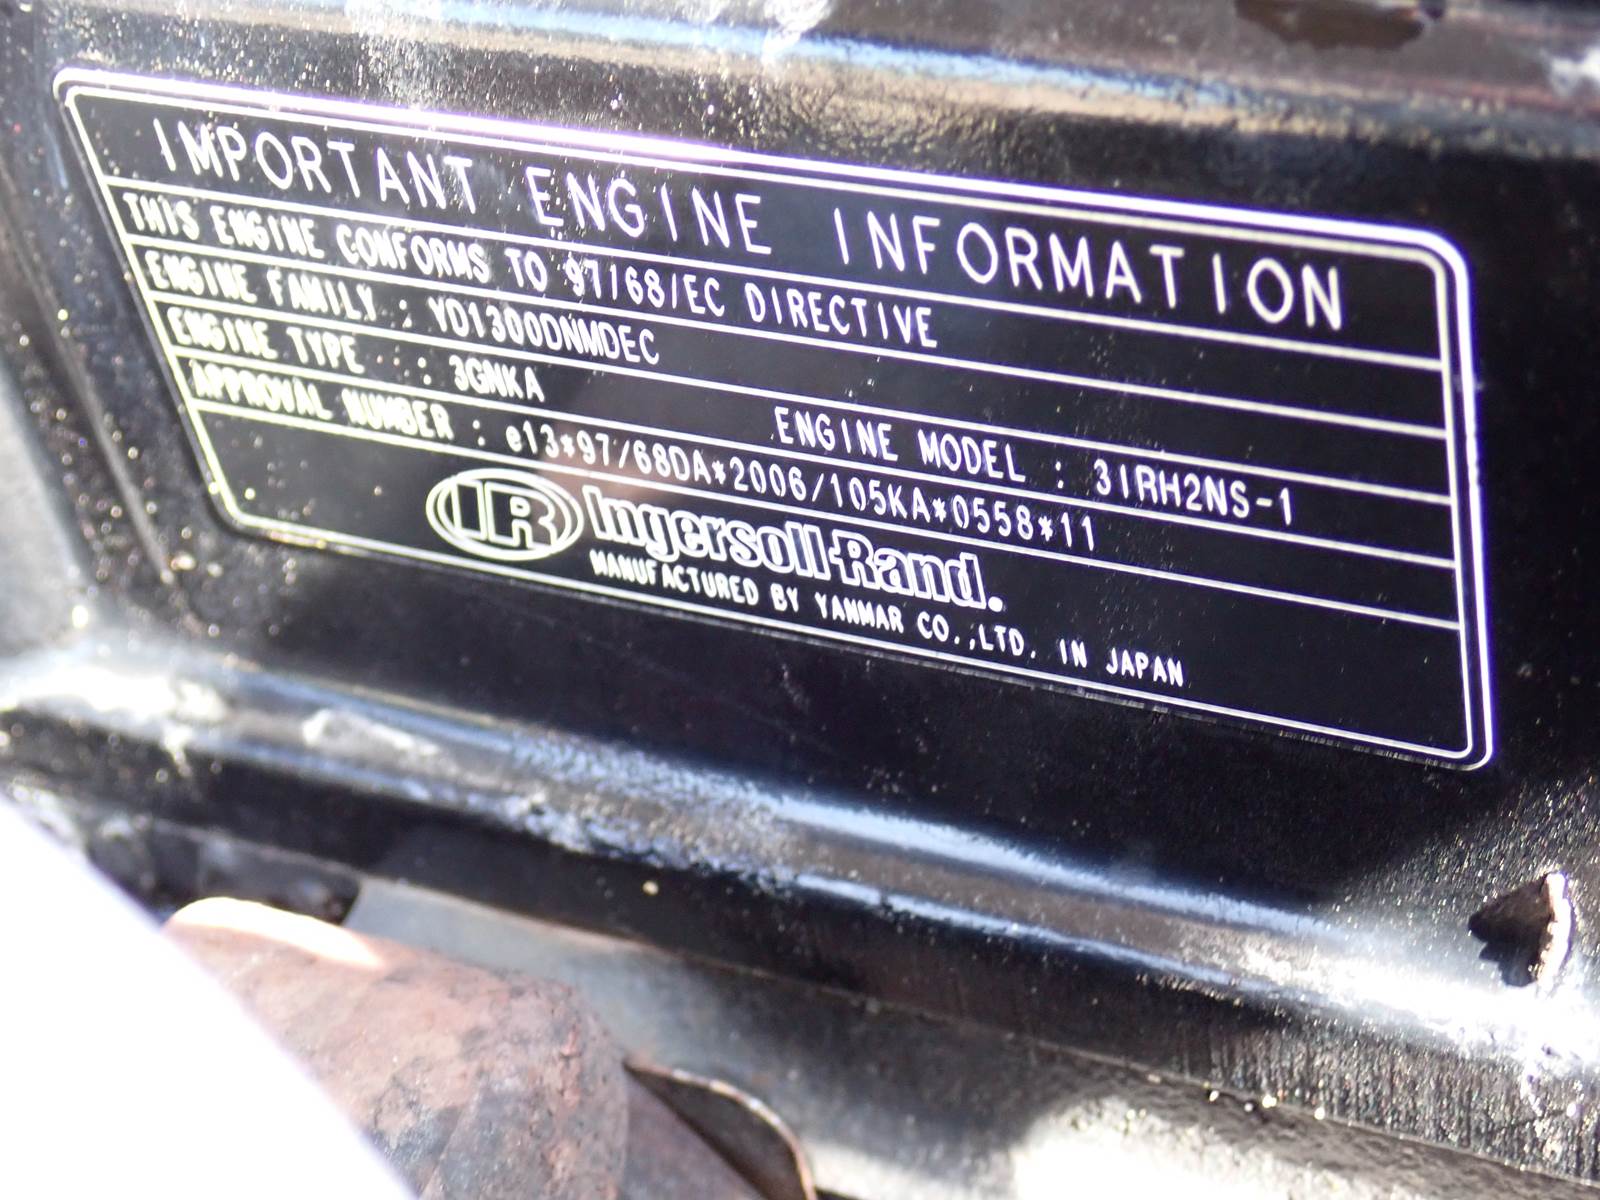 IMPORTANT ENGINE INFORMATION
THIS ENGINE CONFORMS TO 97/68/EC DIRECTIVE
ENGINE FAMILY : YD1300DNMDEC
ENGINE TYPE : 3GNKA ENGINE MODEL : 3IRH2NS-1
APPROVAL NUMBER : e13*97/68DA*2006/105KA*0558*11
IR Ingersoll-Rand.
MANUFACTURED BY YANMAR CO.,LTD. IN JAPAN